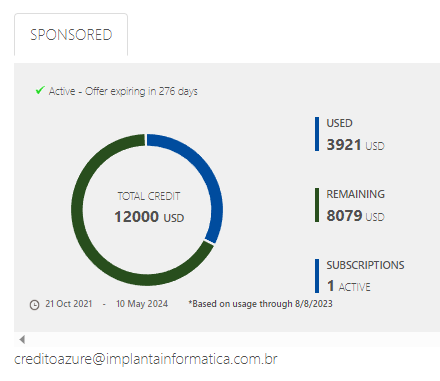 SPONSORED
✓ Active - Offer expiring in 276 days
TOTAL CREDIT
12000 USD
USED
3921 USD
REMAINING
8079 USD
SUBSCRIPTIONS
1 ACTIVE
21 Oct 2021 - 10 May 2024 *Based on usage through 8/8/2023
creditoazure@implantainformatica.com.br